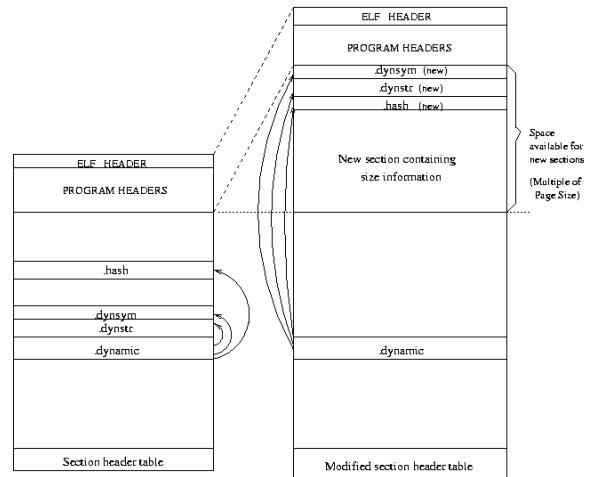 ELF HEADER
PROGRAM HEADERS
.hash
.dynsym
.dynstr
.dynamic
Section header table
ELF HEADER
PROGRAM HEADERS
.dynsym (new)
.dynstr (new)
.hash (new)
New section containing
size information
.dynamic
Modified section header table
Space
available for
new sections
(Multiple of
Page Size)